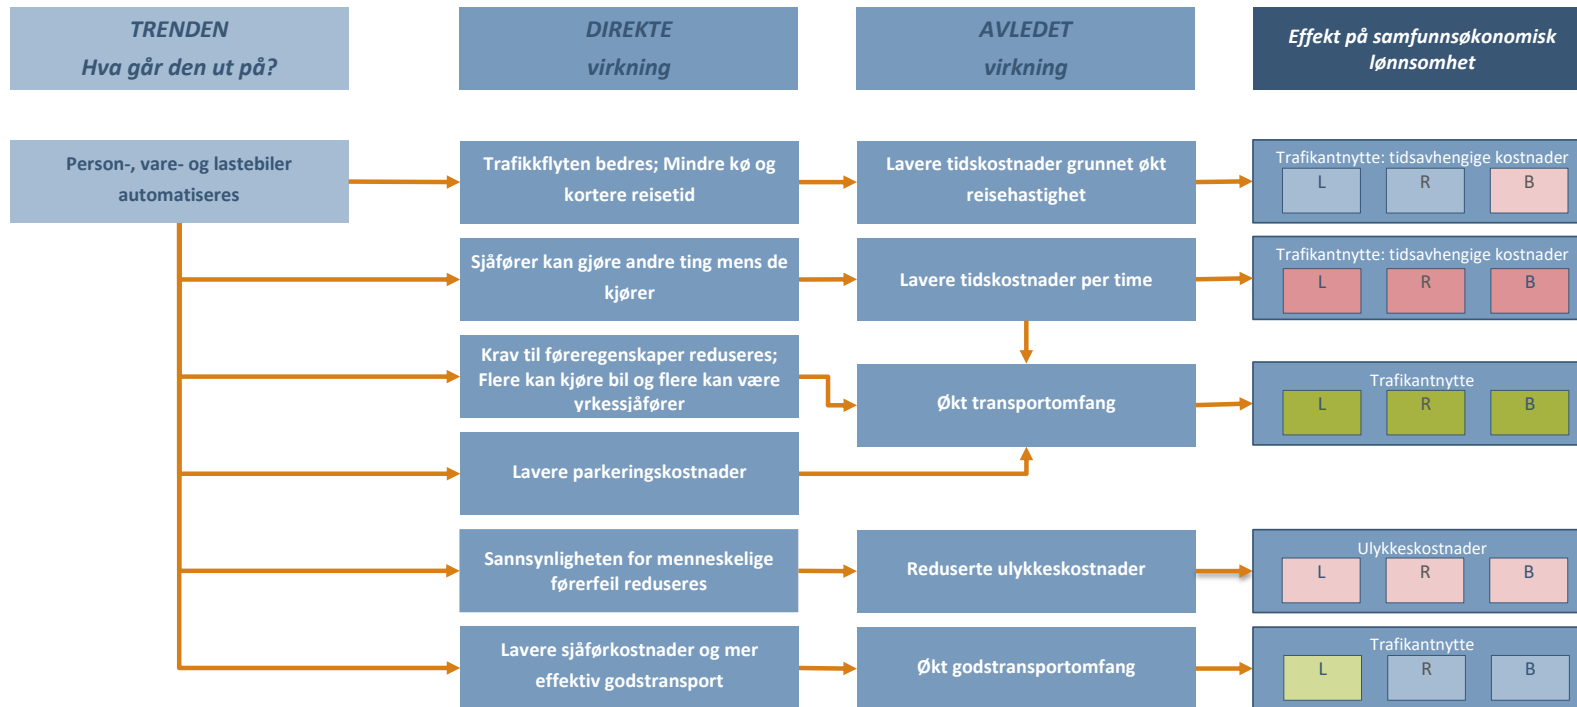 TRENDEN
Hva går den ut på?
DIREKTE
virkning
AVLEDET
virkning
Effekt på samfunnsøkonomisk
lønnsomhet
Person-, vare- og lastebiler
automatiseres
Trafikkflyten bedres; Mindre kø og
kortere reisetid
Lavere tidskostnader grunnet økt
reisehastighet
Trafikantnytte: tidsavhengige kostnader
L R B
Sjåfører kan gjøre andre ting mens de
kjører
Lavere tidskostnader per time
Trafikantnytte: tidsavhengige kostnader
L R B
Krav til føreregenskaper reduseres;
Flere kan kjøre bil og flere kan være
yrkessjåfører
Økt transportomfang
Trafikantnytte
L R B
Lavere parkeringskostnader
Sannsynligheten for menneskelige
førerfeil reduseres
Reduserte ulykkeskostnader
Ulykkeskostnader
L R B
Lavere sjåførkostnader og mer
effektiv godstransport
Økt godstransportomfang
Trafikantnytte
L R B